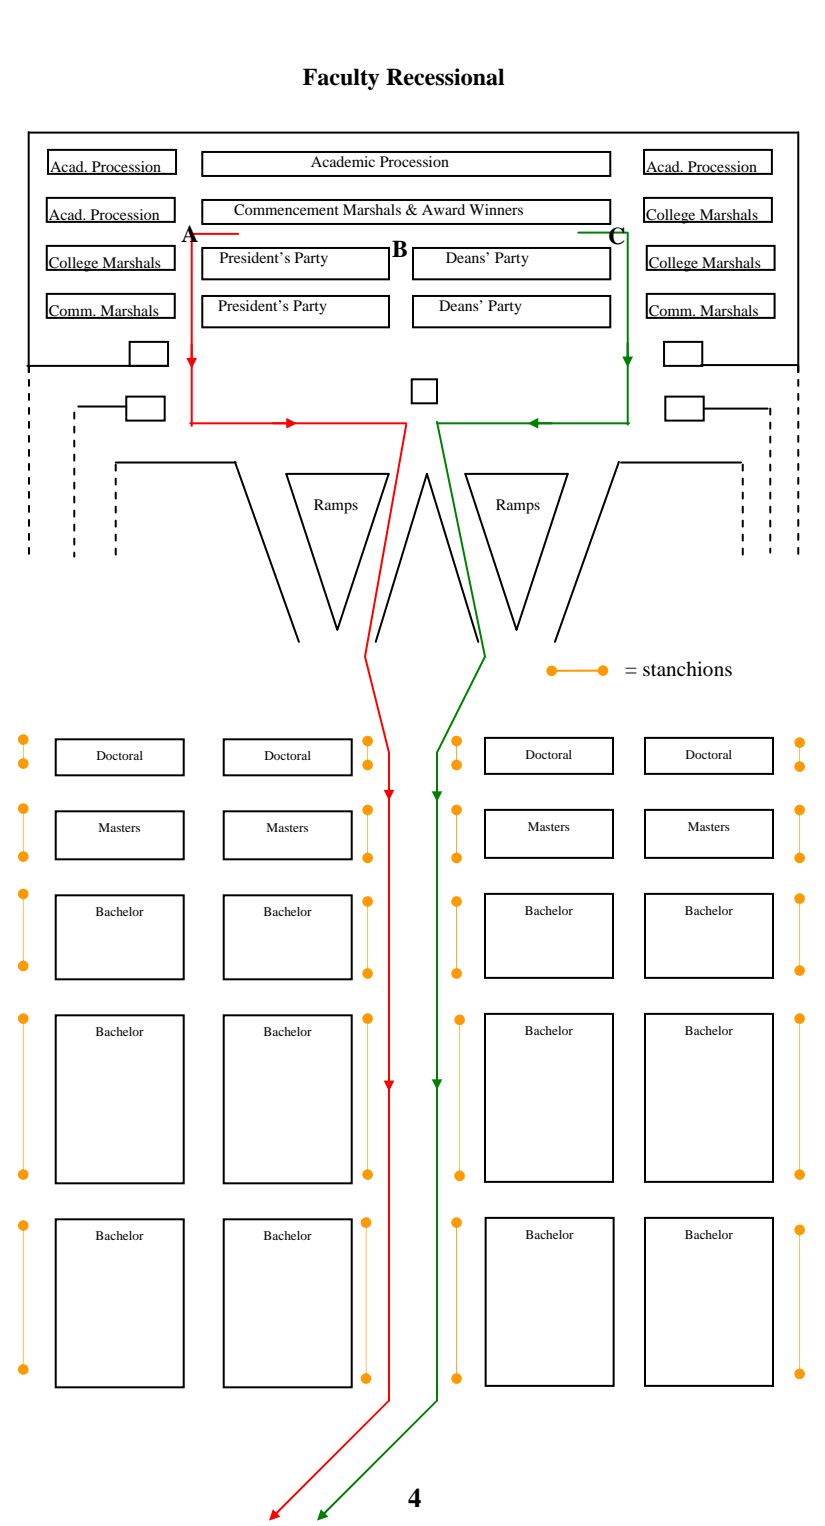 Faculty Recessional
Acad. Procession
Academic Procession
Acad. Procession
Acad. Procession
Commencement Marshals & Award Winners
College Marshals
A
B
C
College Marshals
President's Party
Deans' Party
College Marshals
Comm. Marshals
President's Party
Deans' Party
Comm. Marshals
Ramps
Ramps
= stanchions
Doctoral
Doctoral
Doctoral
Doctoral
Masters
Masters
Masters
Masters
Bachelor
Bachelor
Bachelor
Bachelor
Bachelor
Bachelor
Bachelor
Bachelor
Bachelor
Bachelor
Bachelor
Bachelor
4